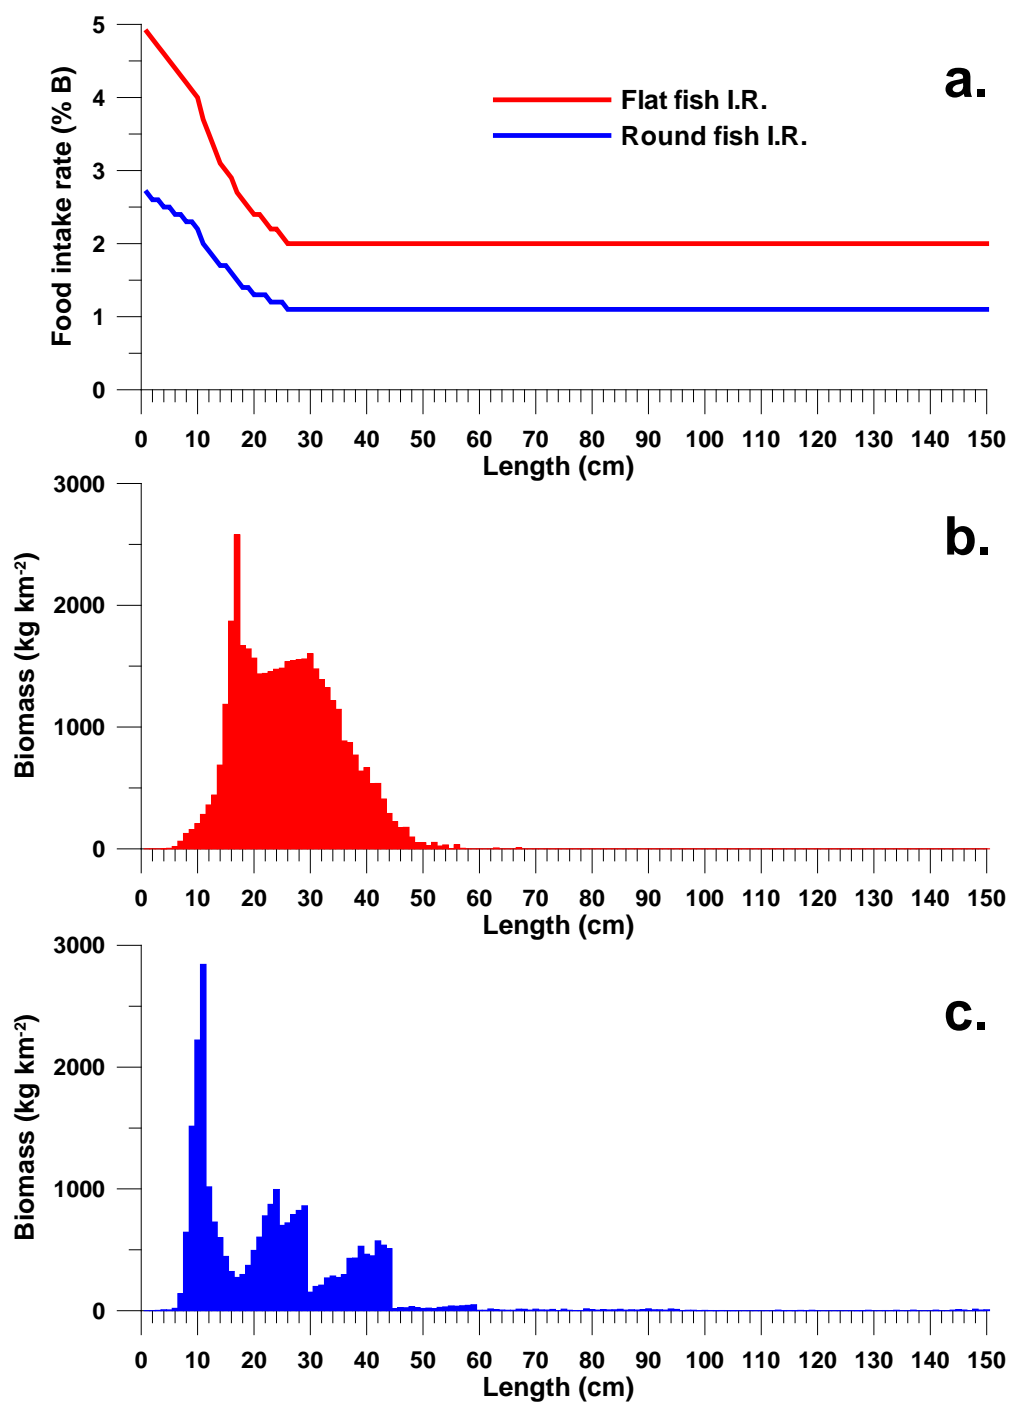 a.
Food intake rate (% B)
5
4
3
2
1
0
Flat fish I.R.
Round fish I.R.
0 10 20 30 40 50 60 70 80 90 100 110 120 130 140 150
Length (cm)
b.
Biomass (kg km-2)
3000
2000
1000
0
0 10 20 30 40 50 60 70 80 90 100 110 120 130 140 150
Length (cm)
c.
Biomass (kg km-2)
3000
2000
1000
0
0 10 20 30 40 50 60 70 80 90 100 110 120 130 140 150
Length (cm)